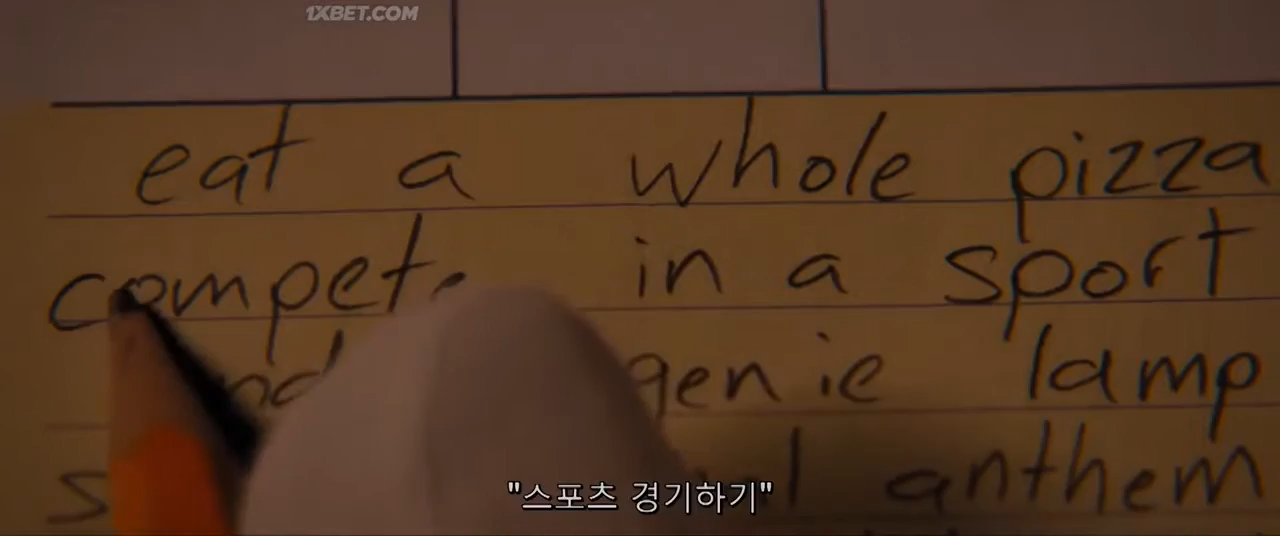 1XBET.COM
eat a whole pizza
compete in a sport
genie lamp
anthem
"스포츠 경기하기"